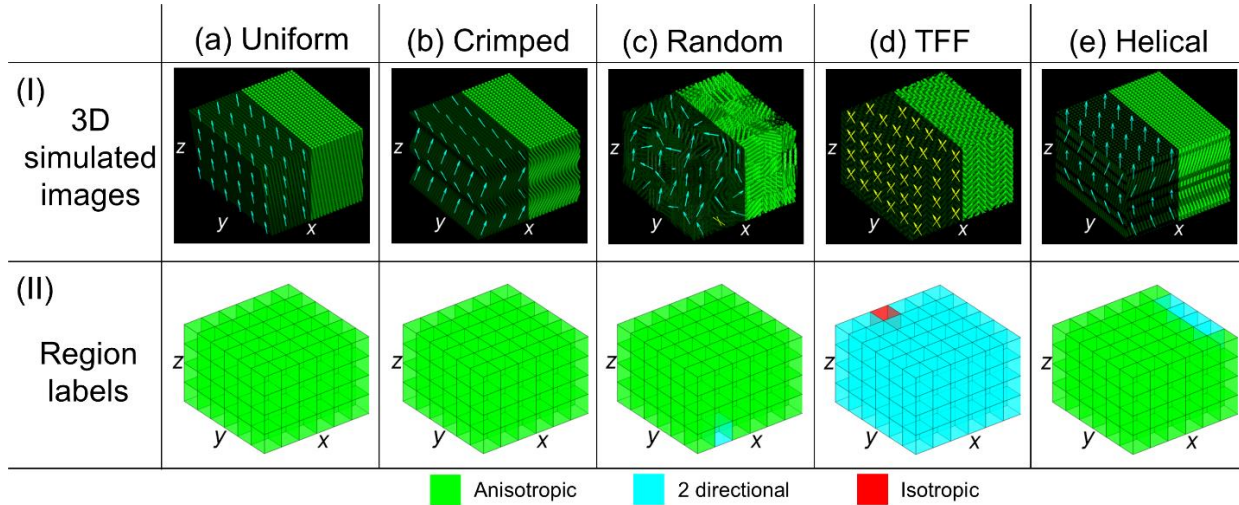 (a) Uniform
(b) Crimped
(c) Random
(d) TFF
(e) Helical
(I)
3D
simulated
images
z
y
x
z
y
x
z
y
x
z
y
x
z
y
x
(II)
Region
labels
z
y
x
z
y
x
z
y
x
z
y
x
z
y
x
Anisotropic
2 directional
Isotropic